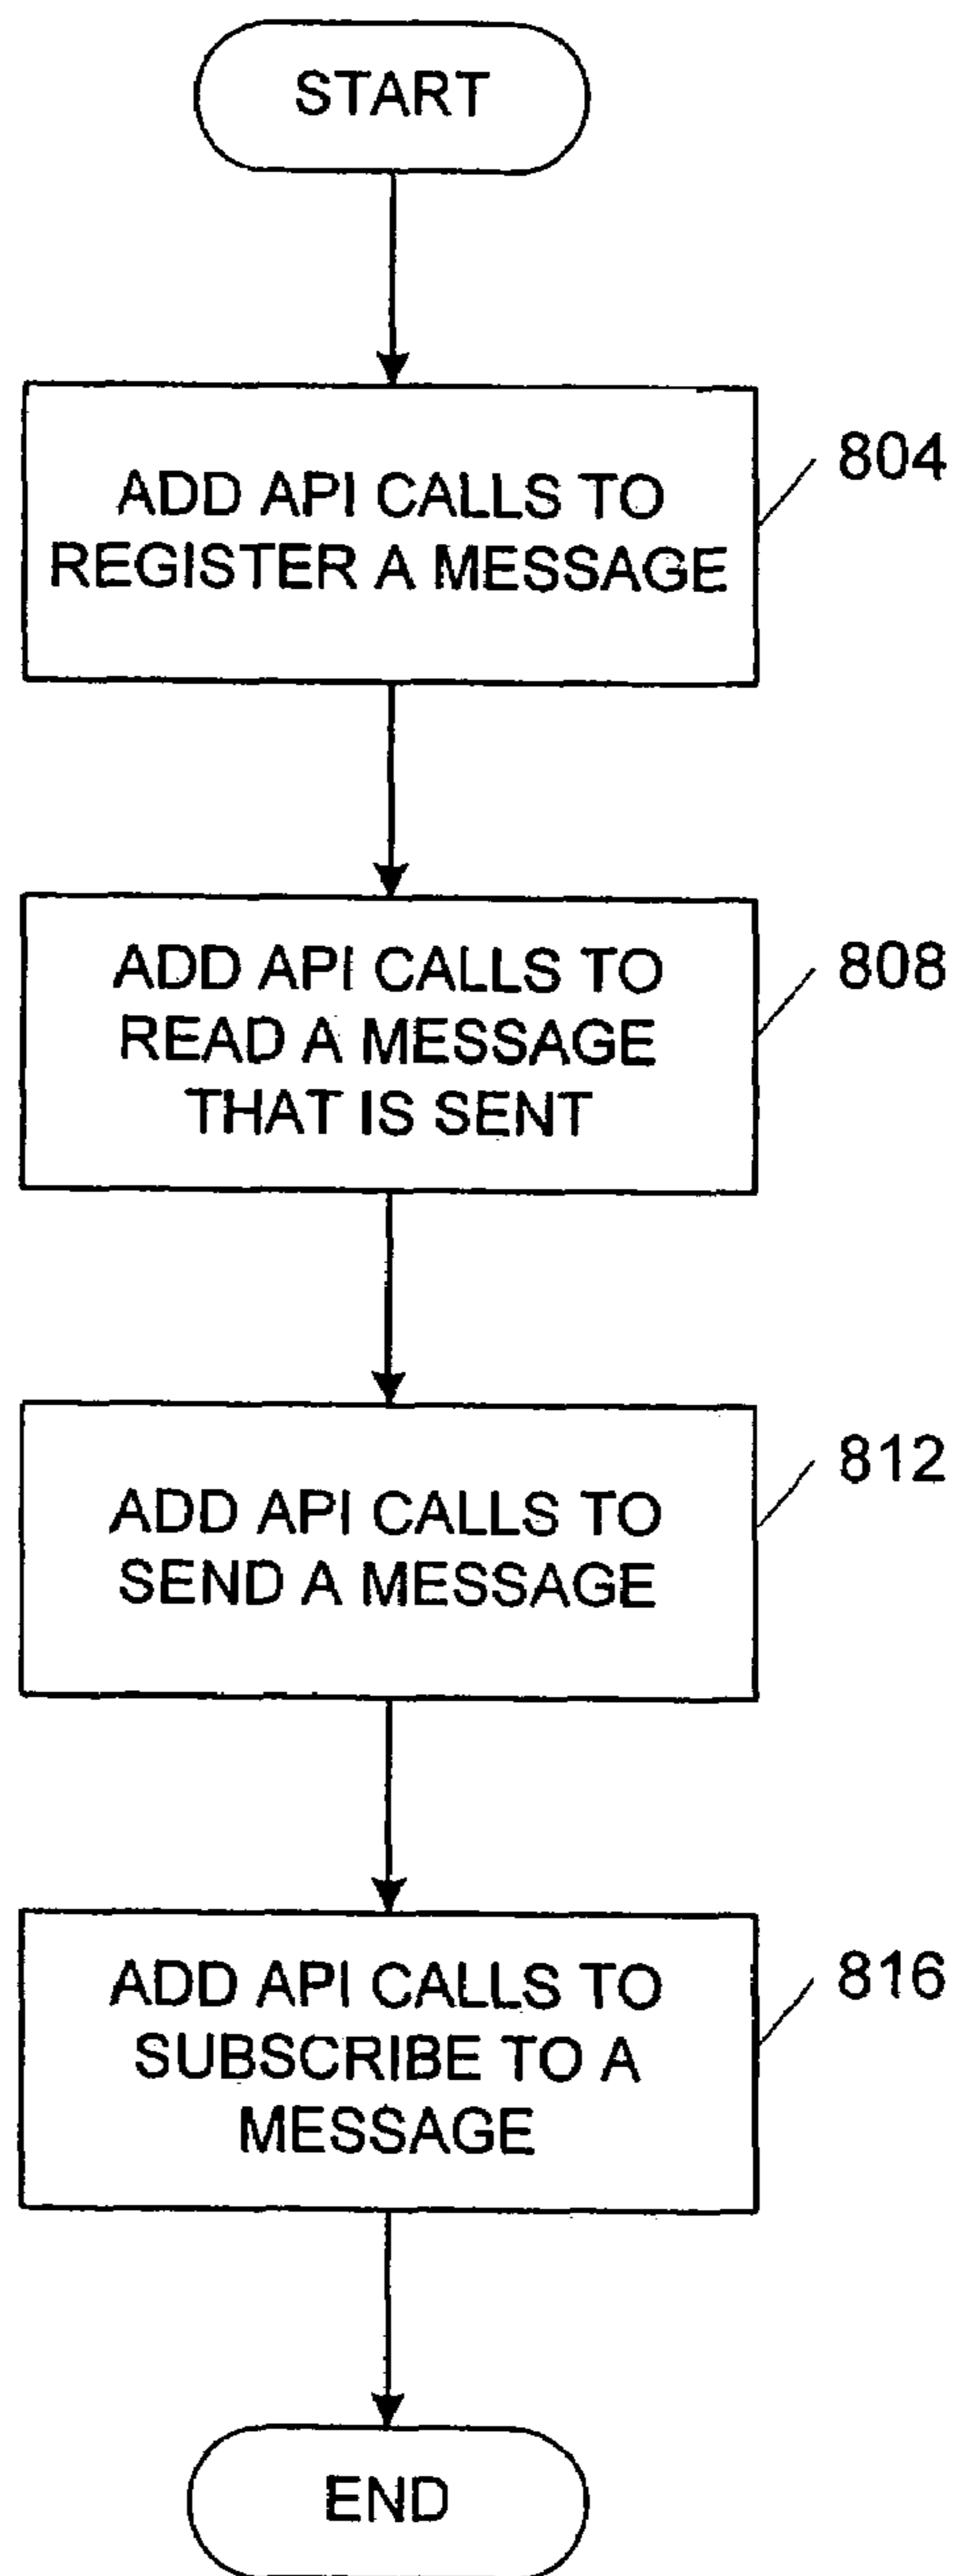 START
ADD API CALLS TO
REGISTER A MESSAGE
804
ADD API CALLS TO
READ A MESSAGE
THAT IS SENT
808
ADD API CALLS TO
SEND A MESSAGE
812
ADD API CALLS TO
SUBSCRIBE TO A
MESSAGE
816
END